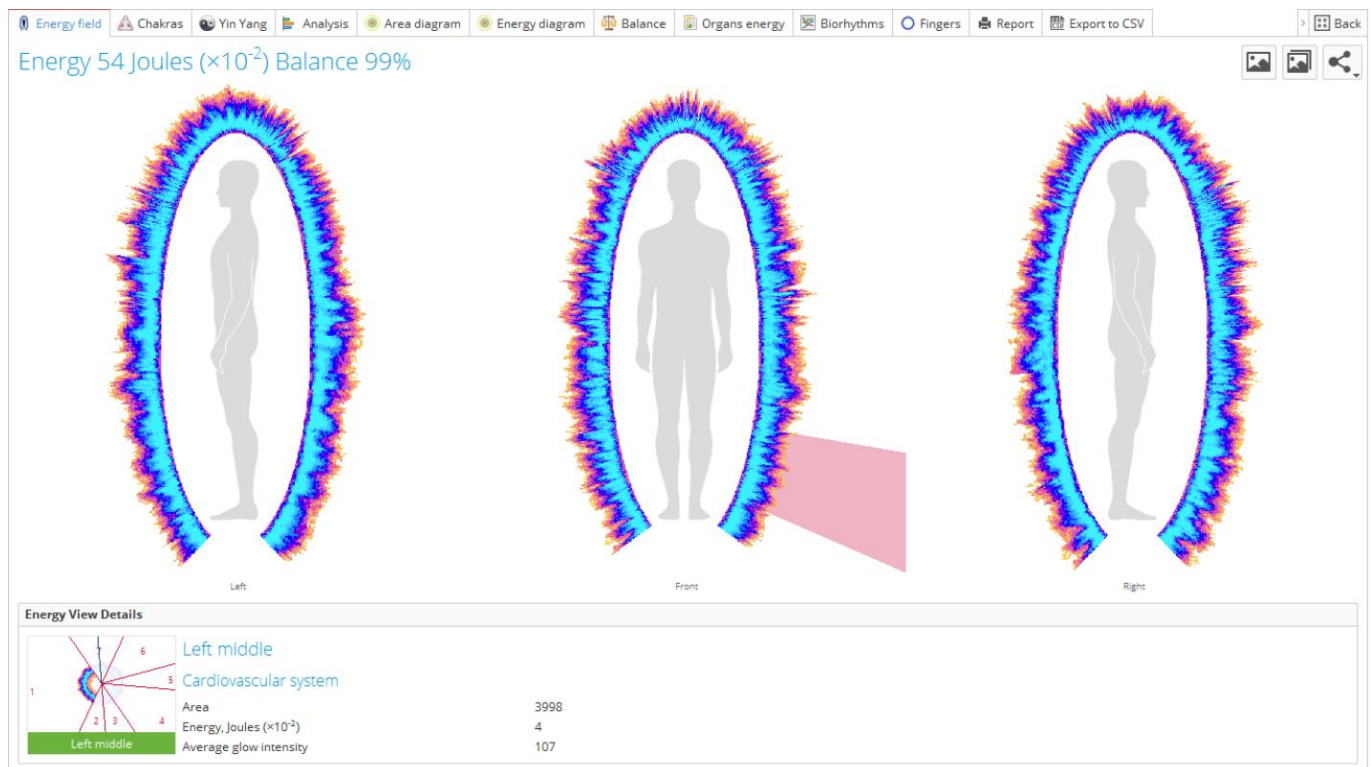 Energy field Chakras Yin Yang Analysis Area diagram Energy diagram Balance Organs energy Biorhythms Fingers Report Export to CSV Back
Energy 54 Joules (×10⁻²) Balance 99%
Left Front Right
Energy View Details
Left middle
Cardiovascular system
Area 3998
Energy, Joules (×10⁻²) 4
Average glow intensity 107
7 6
1 5
2 3 4
Left middle